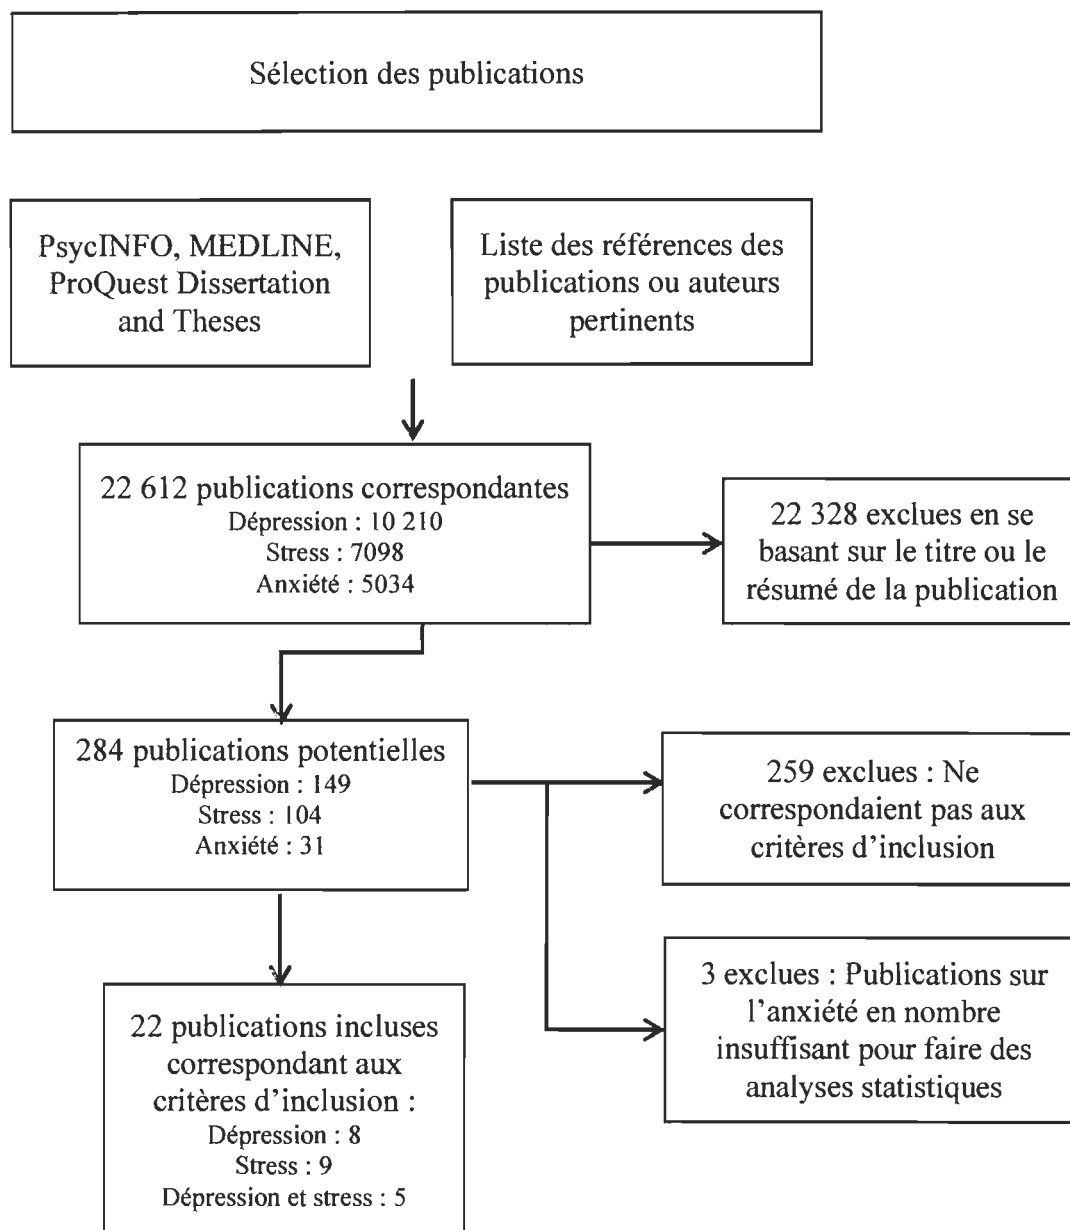 Sélection des publications
PsycINFO, MEDLINE,
ProQuest Dissertation
and Theses
Liste des références des
publications ou auteurs
pertinents
22 612 publications correspondantes
Dépression : 10 210
Stress : 7098
Anxiété : 5034
22 328 exclues en se
basant sur le titre ou le
résumé de la publication
284 publications potentielles
Dépression : 149
Stress : 104
Anxiété : 31
259 exclues : Ne
correspondaient pas aux
critères d’inclusion
3 exclues : Publications sur
l’anxiété en nombre
insuffisant pour faire des
analyses statistiques
22 publications incluses
correspondant aux
critères d’inclusion :
Dépression : 8
Stress : 9
Dépression et stress : 5